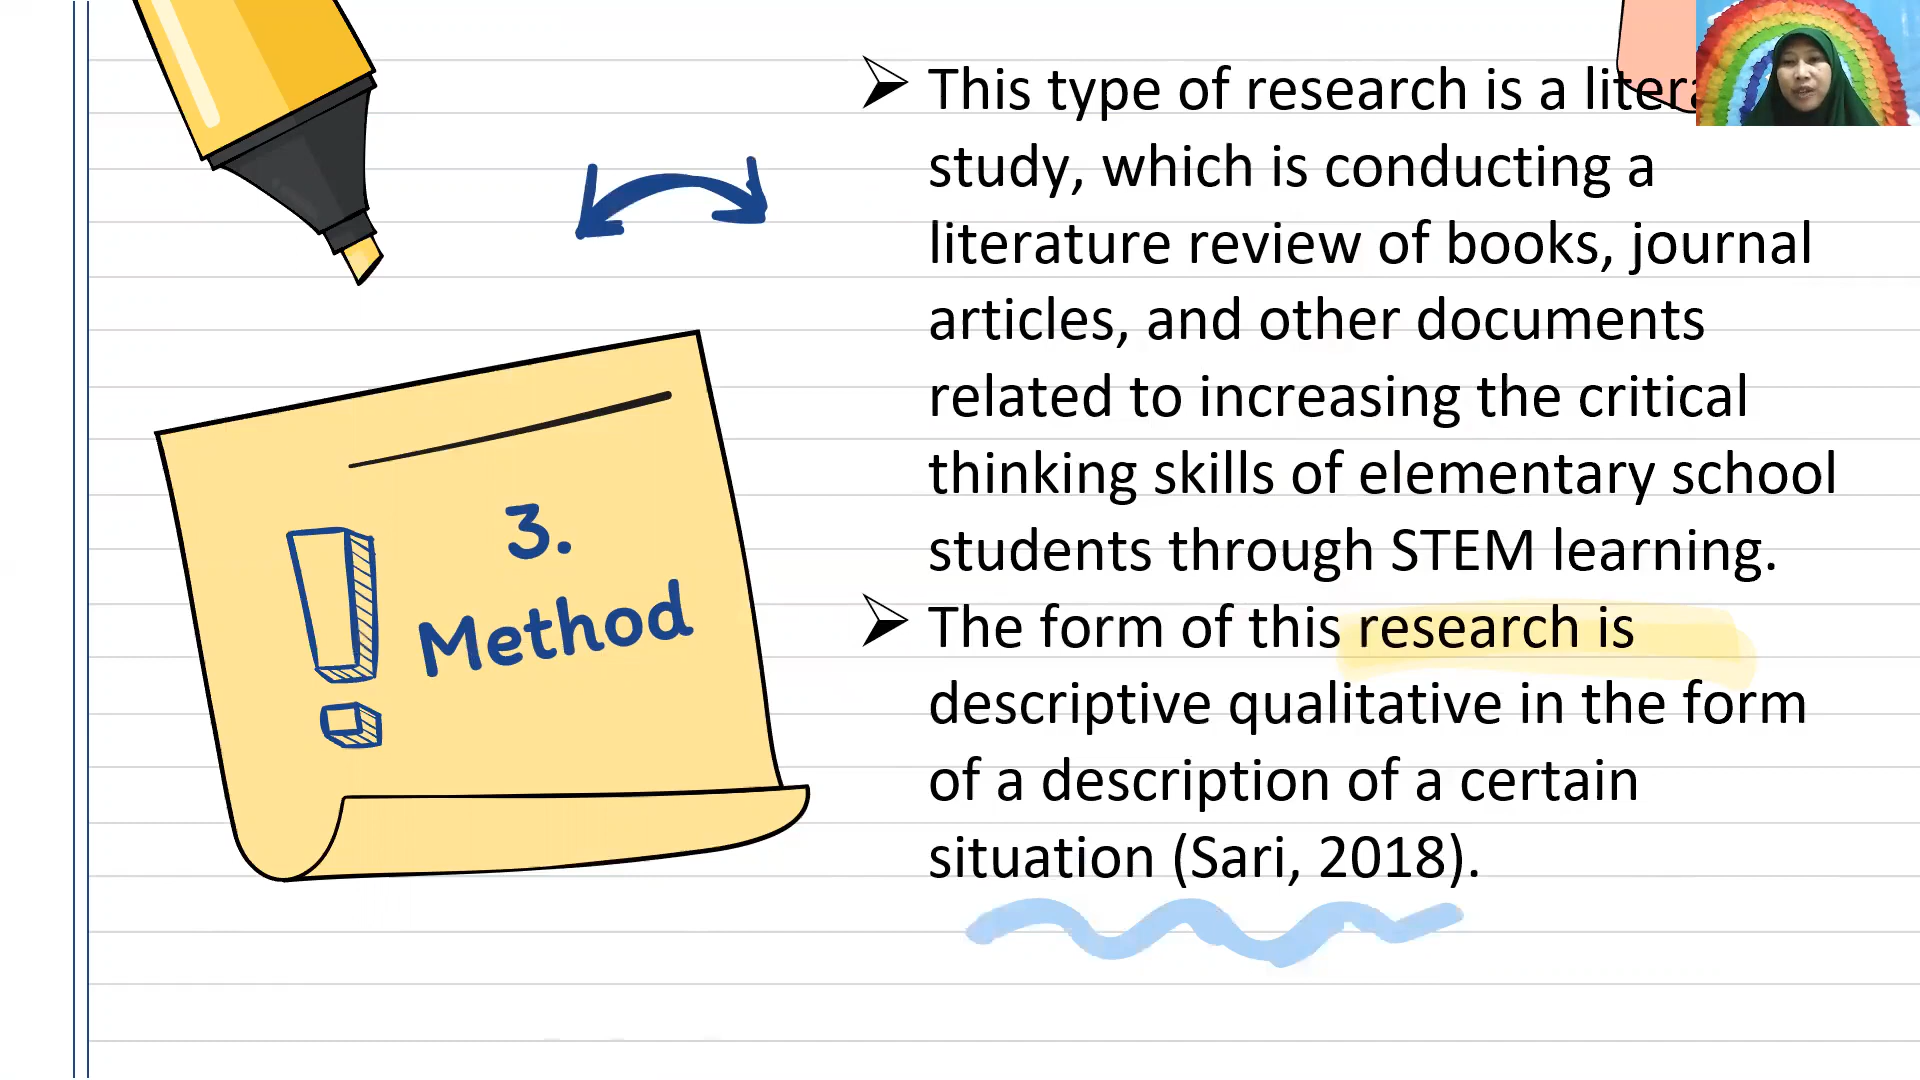 3.
Method
This type of research is a
study, which is conducting a
literature review of books, journal
articles, and other documents
related to increasing the critical
thinking skills of elementary school
students through STEM learning.
The form of this research is
descriptive qualitative in the form
of a description of a certain
situation (Sari, 2018).